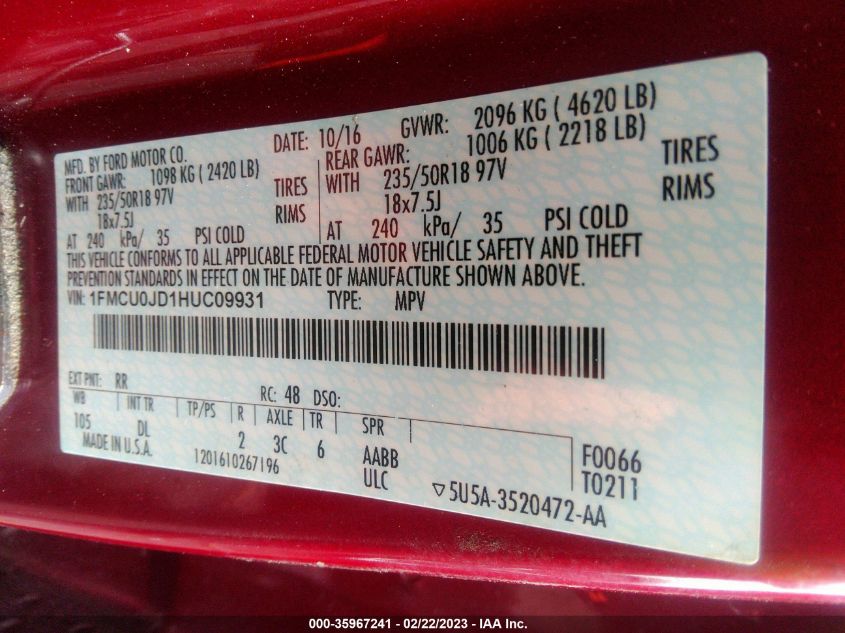 MFD. BY FORD MOTOR CO. DATE: 10/16 GVWR: 2096 KG ( 4620 LB)
FRONT GAWR: 1098 KG ( 2420 LB) REAR GAWR: 1006 KG ( 2218 LB)
WITH 235/50R18 97V TIRES WITH 235/50R18 97V TIRES
18x7.5J RIMS 18x7.5J RIMS
AT 240 kPa/ 35 PSI COLD AT 240 kPa/ 35 PSI COLD
THIS VEHICLE CONFORMS TO ALL APPLICABLE FEDERAL MOTOR VEHICLE SAFETY AND THEFT
PREVENTION STANDARDS IN EFFECT ON THE DATE OF MANUFACTURE SHOWN ABOVE.
VIN: 1FMCU0JD1HUC09931 TYPE: MPV
EXT PNT: RR RC: 48 DSO:
WB INT TR TP/PS R AXLE TR SPR
105 DL 2 3C 6 AABB F0066
MADE IN U.S.A. 1201610267196 ULC T0211
5U5A-3520472-AA
000-35967241 - 02/22/2023 - IAA Inc.